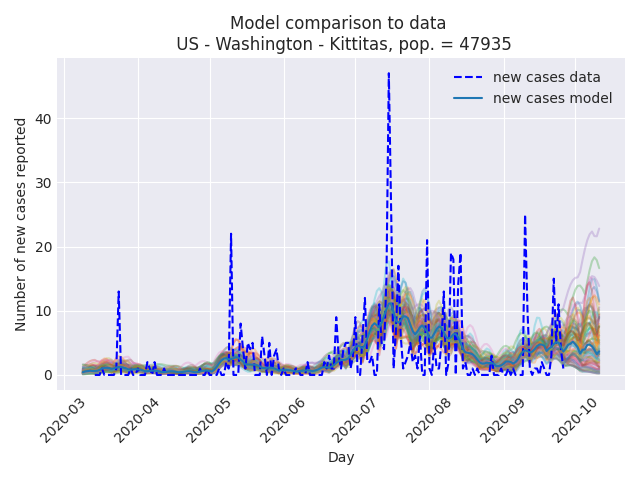 Model comparison to data
US - Washington - Kittitas, pop. = 47935
new cases data
new cases model
Number of new cases reported
40
30
20
10
0
2020-03
2020-04
2020-05
2020-06
2020-07
2020-08
2020-09
2020-10
Day